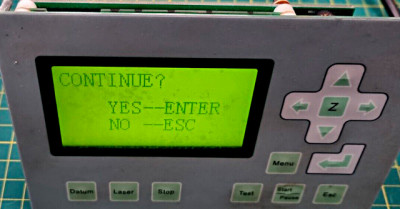 CONTINUE?
YES--ENTER
NO --ESC
Z
Menu
Datum
Laser
Stop
Test
Start
Pause
Esc